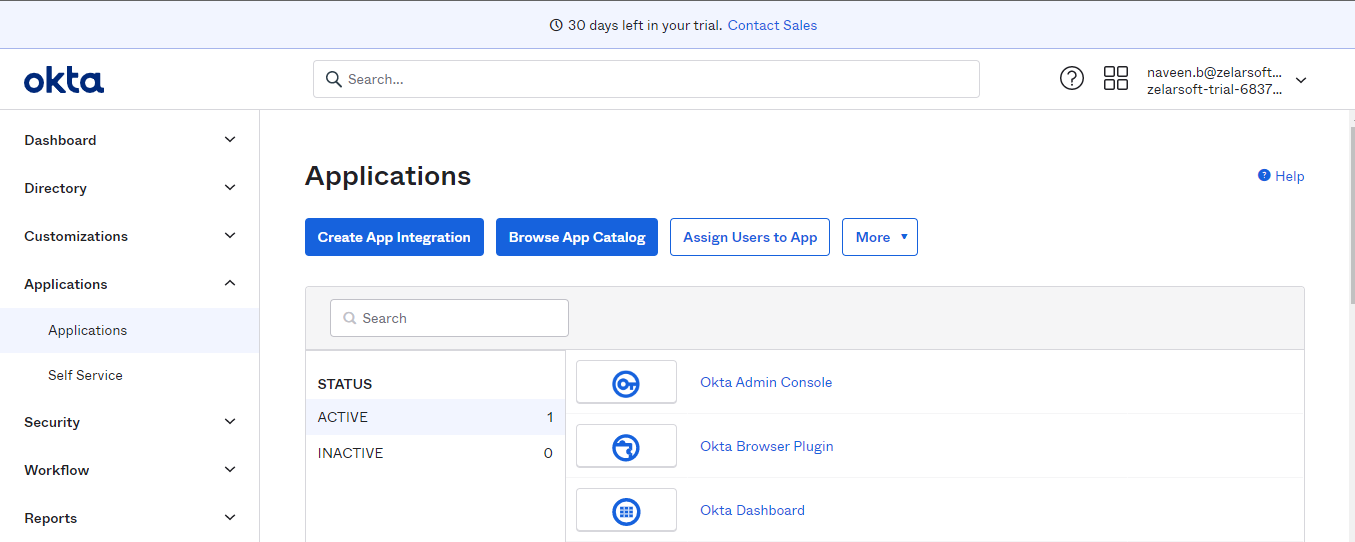 30 days left in your trial. Contact Sales
okta
Search...
naveen.b@zelarsoft...
zelarsoft-trial-6837...
Dashboard
Directory
Customizations
Applications
Applications
Self Service
Security
Workflow
Reports
Applications
Help
Create App Integration
Browse App Catalog
Assign Users to App
More
Search
STATUS
ACTIVE 1
INACTIVE 0
Okta Admin Console
Okta Browser Plugin
Okta Dashboard